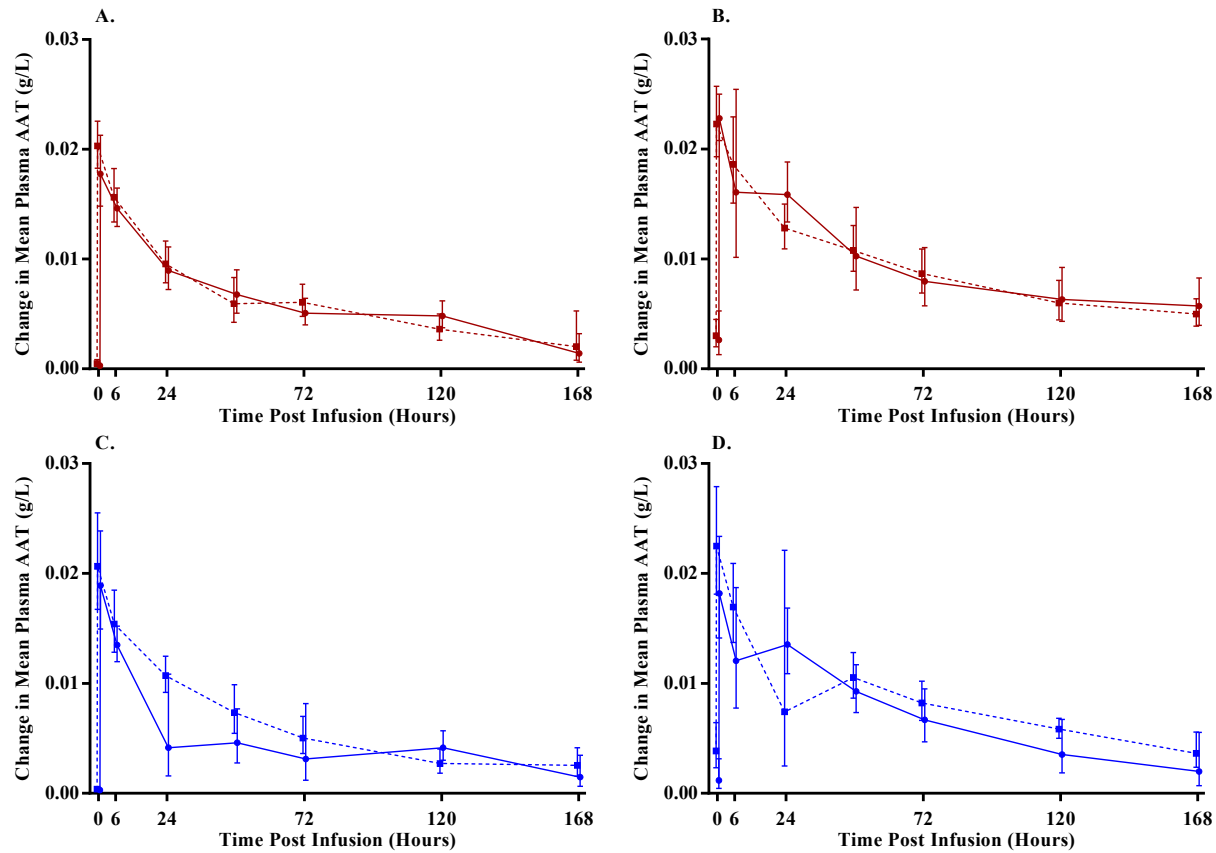 A.
Change in Mean Plasma AAT (g/L)
0.03
0.02
0.01
0.00
0 6 24 72 120 168
Time Post Infusion (Hours)
B.
Change in Mean Plasma AAT (g/L)
0.03
0.02
0.01
0.00
0 6 24 72 120 168
Time Post Infusion (Hours)
C.
Change in Mean Plasma AAT (g/L)
0.03
0.02
0.01
0.00
0 6 24 72 120 168
Time Post Infusion (Hours)
D.
Change in Mean Plasma AAT (g/L)
0.03
0.02
0.01
0.00
0 6 24 72 120 168
Time Post Infusion (Hours)